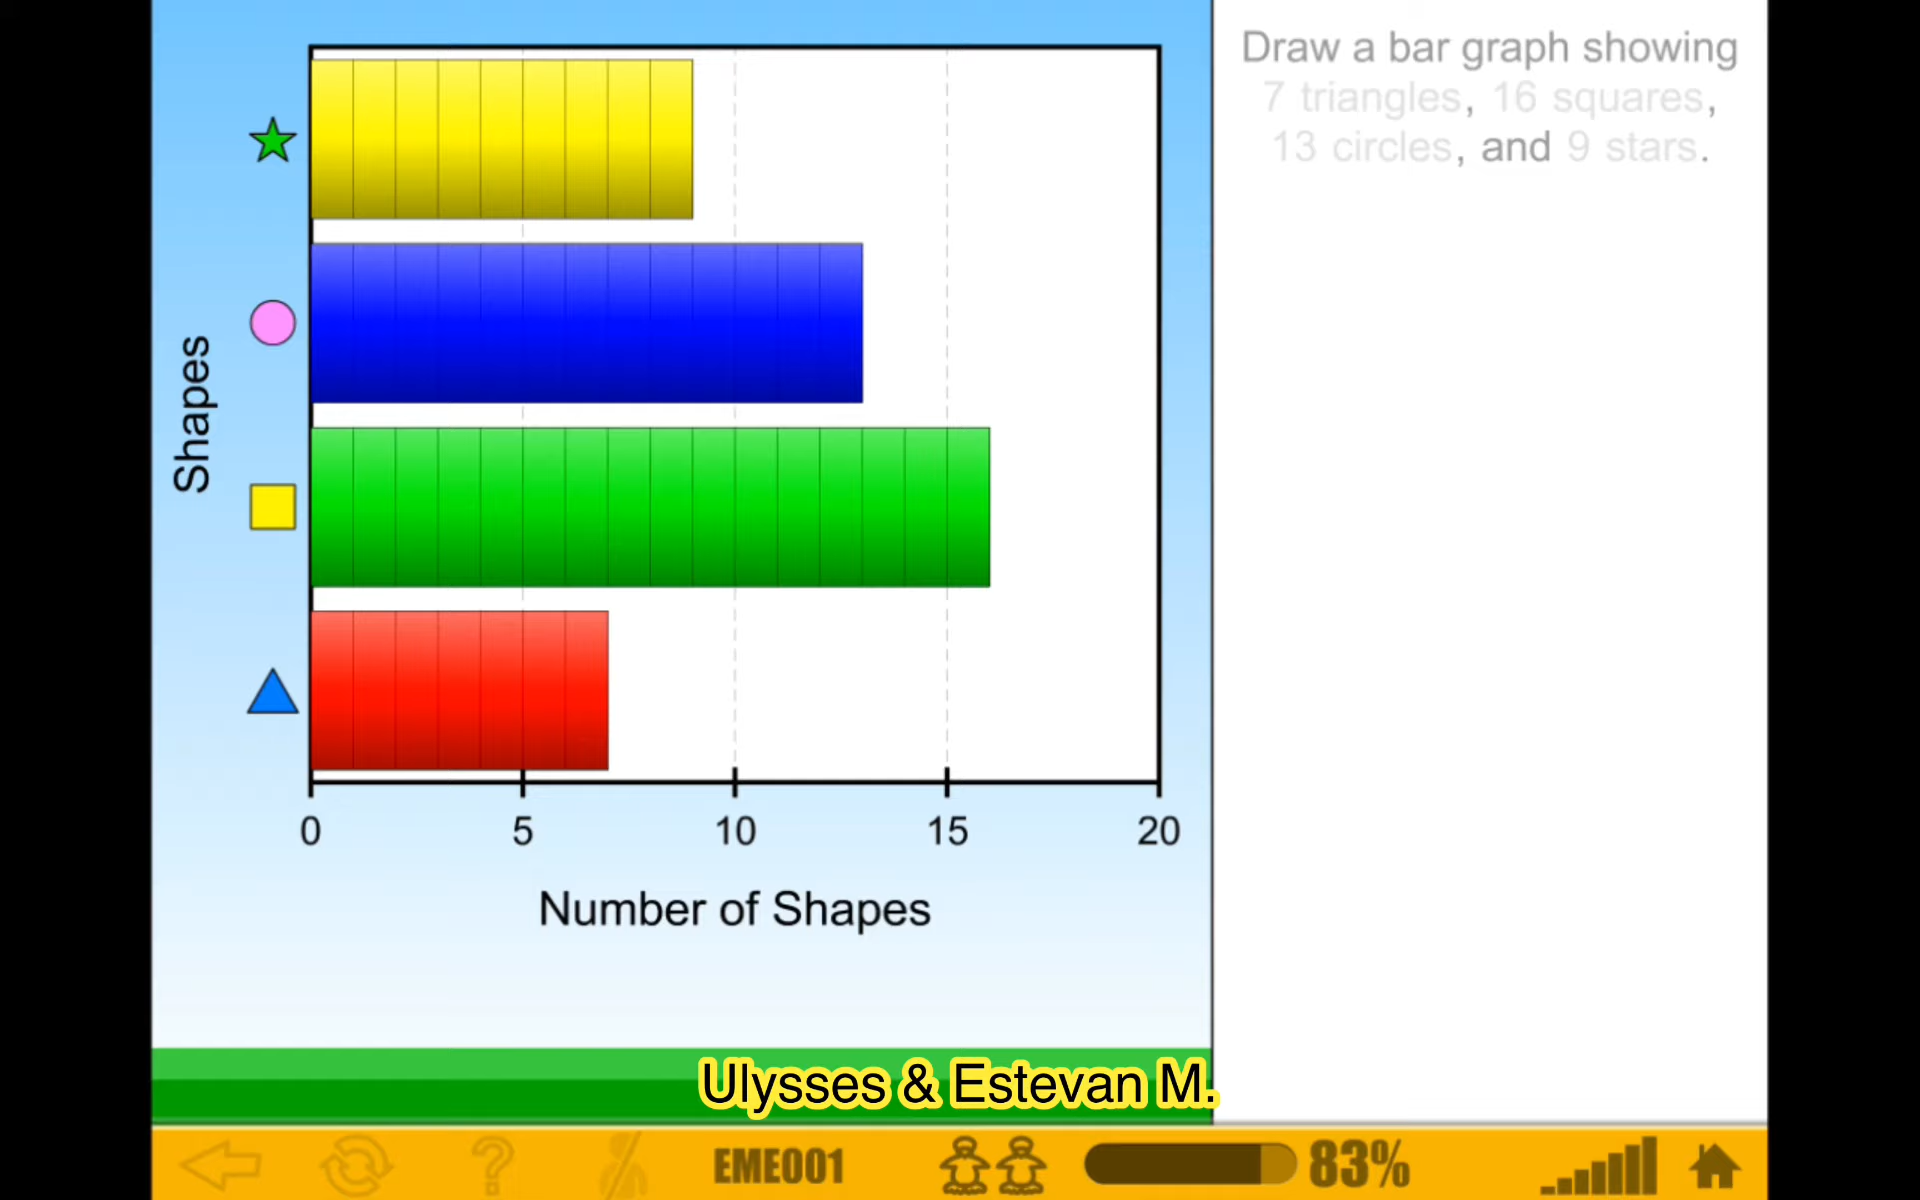 Draw a bar graph showing
7 triangles, 16 squares,
13 circles, and 9 stars.
Shapes
0 5 10 15 20
Number of Shapes
Ulysses & Estevan M.
EME001
83%